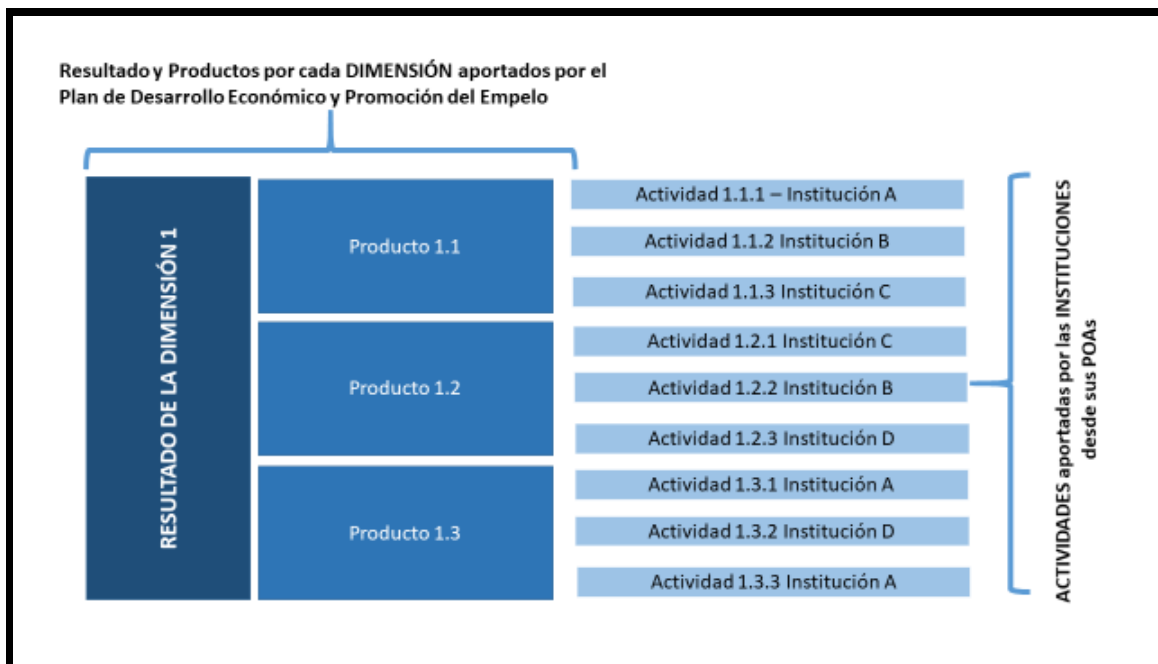 Resultado y Productos por cada DIMENSIÓN aportados por el
Plan de Desarrollo Económico y Promoción del Empelo
RESULTADO DE LA DIMENSIÓN 1
Producto 1.1
Actividad 1.1.1 – Institución A
Actividad 1.1.2 Institución B
Actividad 1.1.3 Institución C
Producto 1.2
Actividad 1.2.1 Institución C
Actividad 1.2.2 Institución B
Actividad 1.2.3 Institución D
Producto 1.3
Actividad 1.3.1 Institución A
Actividad 1.3.2 Institución D
Actividad 1.3.3 Institución A
ACTIVIDADES aportadas por las INSTITUCIONES
desde sus POAs